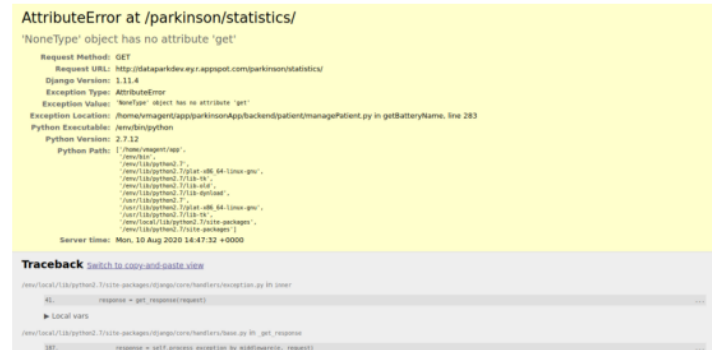 AttributeError at /parkinson/statistics/
'NoneType' object has no attribute 'get'
Request Method: GET
Request URL: http://dataparkdev.ey.r.appspot.com/parkinson/statistics/
Django Version: 1.11.4
Exception Type: AttributeError
Exception Value: 'NoneType' object has no attribute 'get'
Exception Location: /home/vmagent/app/parkinsonApp/backend/patient/managePatient.py in getBatteryName, line 283
Python Executable: /env/bin/python
Python Version: 2.7.12
Python Path: ['/home/vmagent/app',
'/env/bin',
'/env/lib/python2.7',
'/env/lib/python2.7/plat-x86_64-linux-gnu',
'/env/lib/python2.7/lib-tk',
'/env/lib/python2.7/lib-old',
'/env/lib/python2.7/lib-dynload',
'/usr/lib/python2.7',
'/usr/lib/python2.7/plat-x86_64-linux-gnu',
'/usr/lib/python2.7/lib-tk',
'/env/local/lib/python2.7/site-packages',
'/env/lib/python2.7/site-packages']
Server time: Mon, 10 Aug 2020 14:47:32 +0000
Traceback Switch to copy-and-paste view
/env/local/lib/python2.7/site-packages/django/core/handlers/exception.py in inner
41. response = get_response(request) ...
▶ Local vars
/env/local/lib/python2.7/site-packages/django/core/handlers/base.py in _get_response
187. response = self.process_exception_by_middleware(e, request) ...